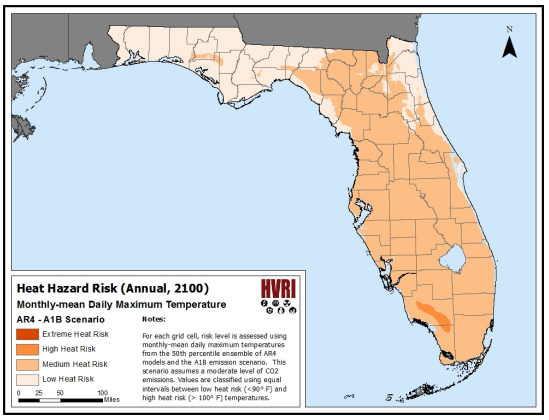 N
Heat Hazard Risk (Annual, 2100)
Monthly-mean Daily Maximum Temperature
HVRI
AR4 - A1B Scenario
Extreme Heat Risk
High Heat Risk
Medium Heat Risk
Low Heat Risk
0 25 50 100
Miles
Notes:
For each grid cell, risk level is assessed using
monthly-mean daily maximum temperatures
from the 50th percentile ensemble of AR4
models and the A1B emission scenario. This
scenario assumes a moderate level of CO2
emissions. Values are classified using equal
intervals between low heat risk (<90° F) and
high heat risk (> 100° F) temperatures.